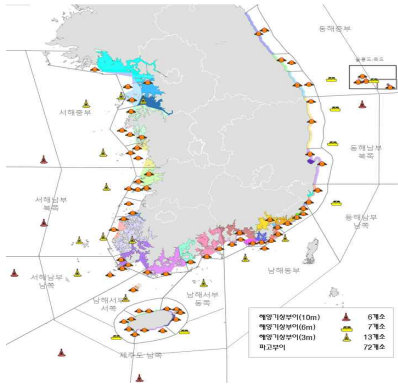 동해중부
울릉도.독도
서해중부
동해남부
북쪽
서해남부
북쪽
동해남부
남쪽
서해남부
남쪽
동해남부
남해서부
서쪽
남해서부
동쪽
제주도 남쪽
해양기상부이(10m) 6개소
해양기상부이(6m) 7개소
해양기상부이(3m) 13개소
파고부이 72개소